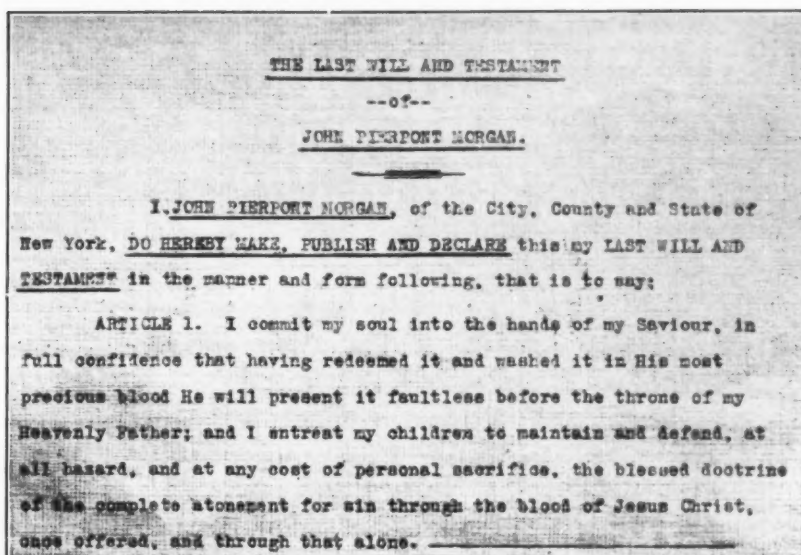 THE LAST WILL AND TESTAMENT
--of--
JOHN PIERPONT MORGAN.
I, JOHN PIERPONT MORGAN, of the City, County and State of
New York, DO HEREBY MAKE, PUBLISH AND DECLARE this my LAST WILL AND
TESTAMENT in the manner and form following, that is to say:
ARTICLE 1. I commit my soul into the hands of my Saviour, in
full confidence that having redeemed it and washed it in His most
precious blood He will present it faultless before the throne of my
Heavenly Father; and I entreat my children to maintain and defend, at
all hazard, and at any cost of personal sacrifice, the blessed doctrine
of the complete atonement for sin through the blood of Jesus Christ,
once offered, and through that alone.